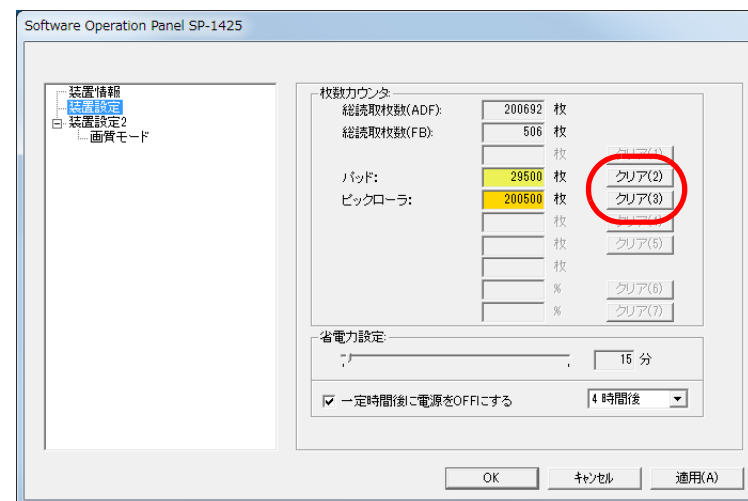 Software Operation Panel SP-1425
装置情報
装置設定
装置設定2
画質モード
枚数カウンタ:
総読取枚数(ADF): 200692 枚
総読取枚数(FB): 506 枚
枚 クリア(1)
パッド: 29500 枚 クリア(2)
ピックローラ: 200500 枚 クリア(3)
枚 クリア(4)
枚 クリア(5)
枚
% クリア(6)
% クリア(7)
省電力設定:
15 分
一定時間後に電源をOFFにする 4 時間後
OK キャンセル 適用(A)